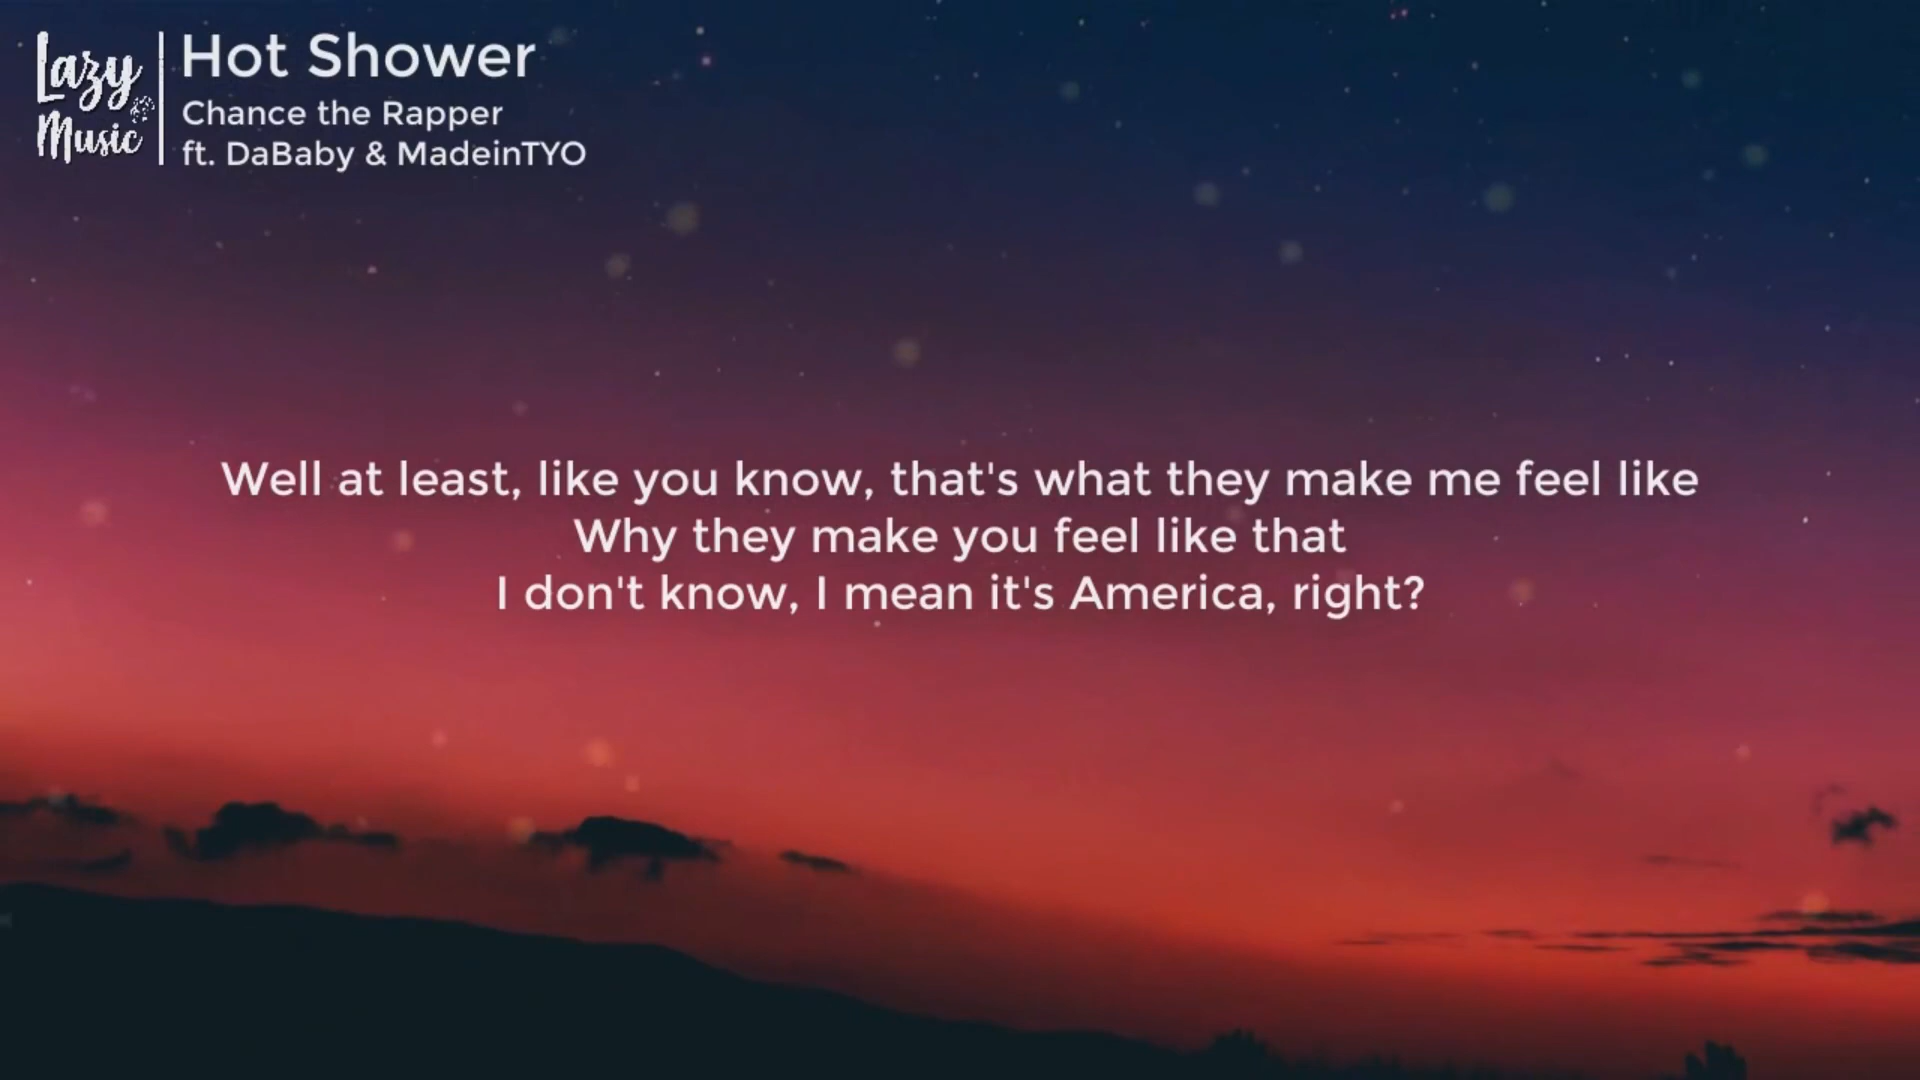 Lazy
Music
Hot Shower
Chance the Rapper
ft. DaBaby & MadeinTYO
Well at least, like you know, that's what they make me feel like
Why they make you feel like that
I don't know, I mean it's America, right?